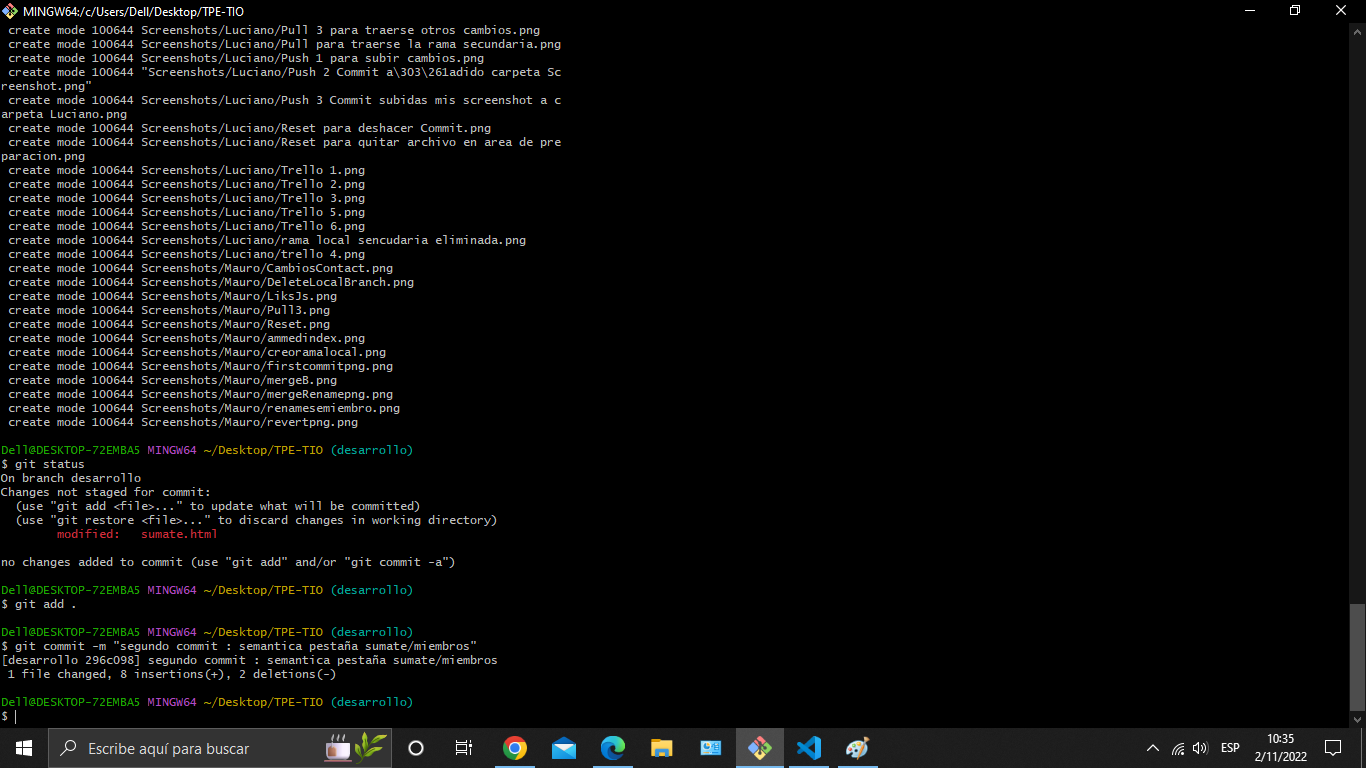 MINGW64:/c/Users/Dell/Desktop/TPE-TIO
create mode 100644 Screenshots/Luciano/Pull 3 para traerse otros cambios.png
create mode 100644 Screenshots/Luciano/Pull para traerse la rama secundaria.png
create mode 100644 Screenshots/Luciano/Push 1 para subir cambios.png
create mode 100644 "Screenshots/Luciano/Push 2 Commit a\303\261adido carpeta Sc
reenshot.png"
create mode 100644 Screenshots/Luciano/Push 3 Commit subidas mis screenshot a c
arpeta Luciano.png
create mode 100644 Screenshots/Luciano/Reset para deshacer Commit.png
create mode 100644 Screenshots/Luciano/Reset para quitar archivo en area de pre
paracion.png
create mode 100644 Screenshots/Luciano/Trello 1.png
create mode 100644 Screenshots/Luciano/Trello 2.png
create mode 100644 Screenshots/Luciano/Trello 3.png
create mode 100644 Screenshots/Luciano/Trello 5.png
create mode 100644 Screenshots/Luciano/Trello 6.png
create mode 100644 Screenshots/Luciano/rama local sencudaria eliminada.png
create mode 100644 Screenshots/Luciano/trello 4.png
create mode 100644 Screenshots/Mauro/CambiosContact.png
create mode 100644 Screenshots/Mauro/DeleteLocalBranch.png
create mode 100644 Screenshots/Mauro/LiksJs.png
create mode 100644 Screenshots/Mauro/Pull3.png
create mode 100644 Screenshots/Mauro/Reset.png
create mode 100644 Screenshots/Mauro/ammedindex.png
create mode 100644 Screenshots/Mauro/creoramalocal.png
create mode 100644 Screenshots/Mauro/firstcommitpng.png
create mode 100644 Screenshots/Mauro/mergeB.png
create mode 100644 Screenshots/Mauro/mergeRenamepng.png
create mode 100644 Screenshots/Mauro/renamesemiembro.png
create mode 100644 Screenshots/Mauro/revertpng.png
Dell@DESKTOP-72EMBA5 MINGW64 ~/Desktop/TPE-TIO (desarrollo)
$ git status
On branch desarrollo
Changes not staged for commit:
(use "git add <file>..." to update what will be committed)
(use "git restore <file>..." to discard changes in working directory)
modified: sumate.html
no changes added to commit (use "git add" and/or "git commit -a")
Dell@DESKTOP-72EMBA5 MINGW64 ~/Desktop/TPE-TIO (desarrollo)
$ git add .
Dell@DESKTOP-72EMBA5 MINGW64 ~/Desktop/TPE-TIO (desarrollo)
$ git commit -m "segundo commit : semantica pestaña sumate/miembros"
[desarrollo 296c098] segundo commit : semantica pestaña sumate/miembros
1 file changed, 8 insertions(+), 2 deletions(-)
Dell@DESKTOP-72EMBA5 MINGW64 ~/Desktop/TPE-TIO (desarrollo)
$
Escribe aquí para buscar
ESP
10:35
2/11/2022